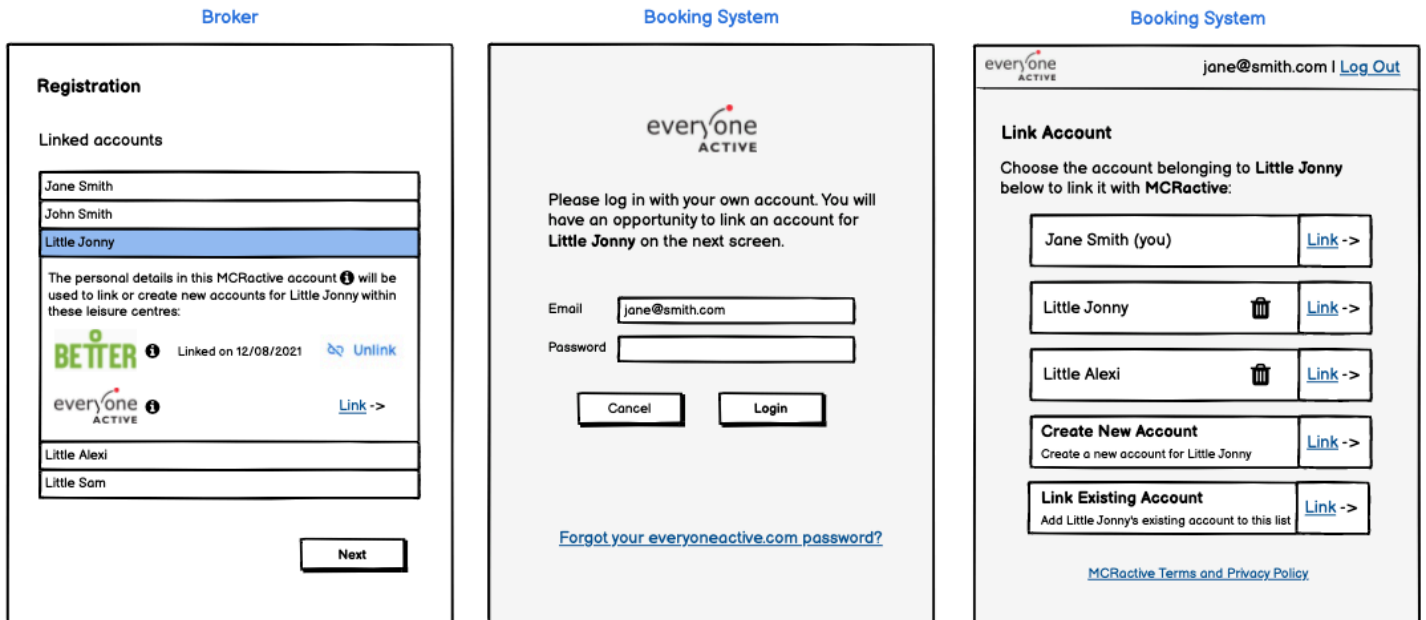 Broker
Registration
Linked accounts
Jane Smith
John Smith
Little Jonny
The personal details in this MCRactive account i will be
used to link or create new accounts for Little Jonny within
these leisure centres:
BETTER i Linked on 12/08/2021 Unlink
everyone ACTIVE i Link ->
Little Alexi
Little Sam
Next
Booking System
everyone
ACTIVE
Please log in with your own account. You will
have an opportunity to link an account for
Little Jonny on the next screen.
Email jane@smith.com
Password
Cancel Login
Forgot your everyoneactive.com password?
Booking System
everyone ACTIVE jane@smith.com | Log Out
Link Account
Choose the account belonging to Little Jonny
below to link it with MCRactive:
Jane Smith (you) Link ->
Little Jonny Link ->
Little Alexi Link ->
Create New Account
Create a new account for Little Jonny Link ->
Link Existing Account
Add Little Jonny's existing account to this list Link ->
MCRactive Terms and Privacy Policy